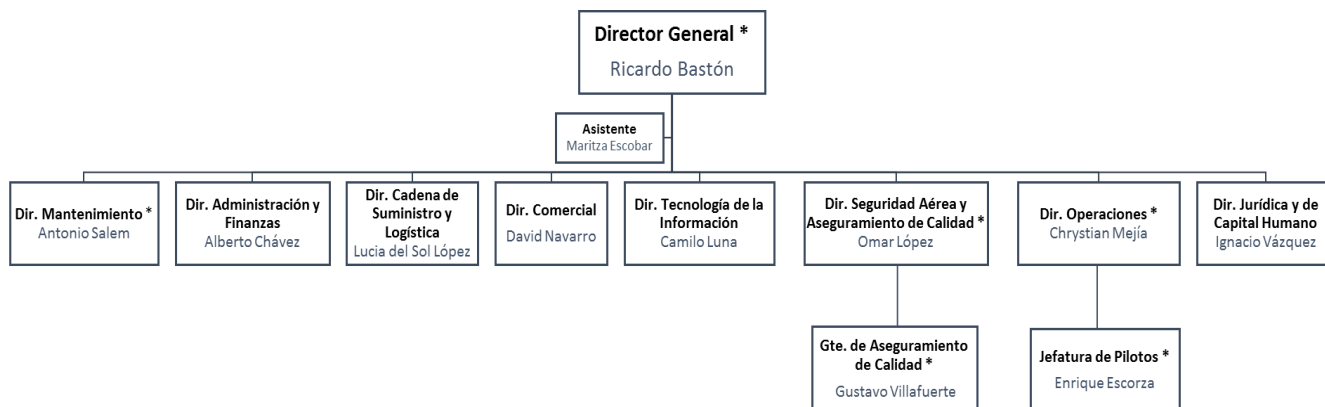 Director General *
Ricardo Bastón
Asistente
Maritza Escobar
Dir. Mantenimiento *
Antonio Salem
Dir. Administración y
Finanzas
Alberto Chávez
Dir. Cadena de
Suministro y
Logística
Lucia del Sol López
Dir. Comercial
David Navarro
Dir. Tecnología de la
Información
Camilo Luna
Dir. Seguridad Aérea y
Aseguramiento de Calidad *
Omar López
Dir. Operaciones *
Chrystian Mejía
Dir. Jurídica y de
Capital Humano
Ignacio Vázquez
Gte. de Aseguramiento
de Calidad *
Gustavo Villafuerte
Jefatura de Pilotos *
Enrique Escorza